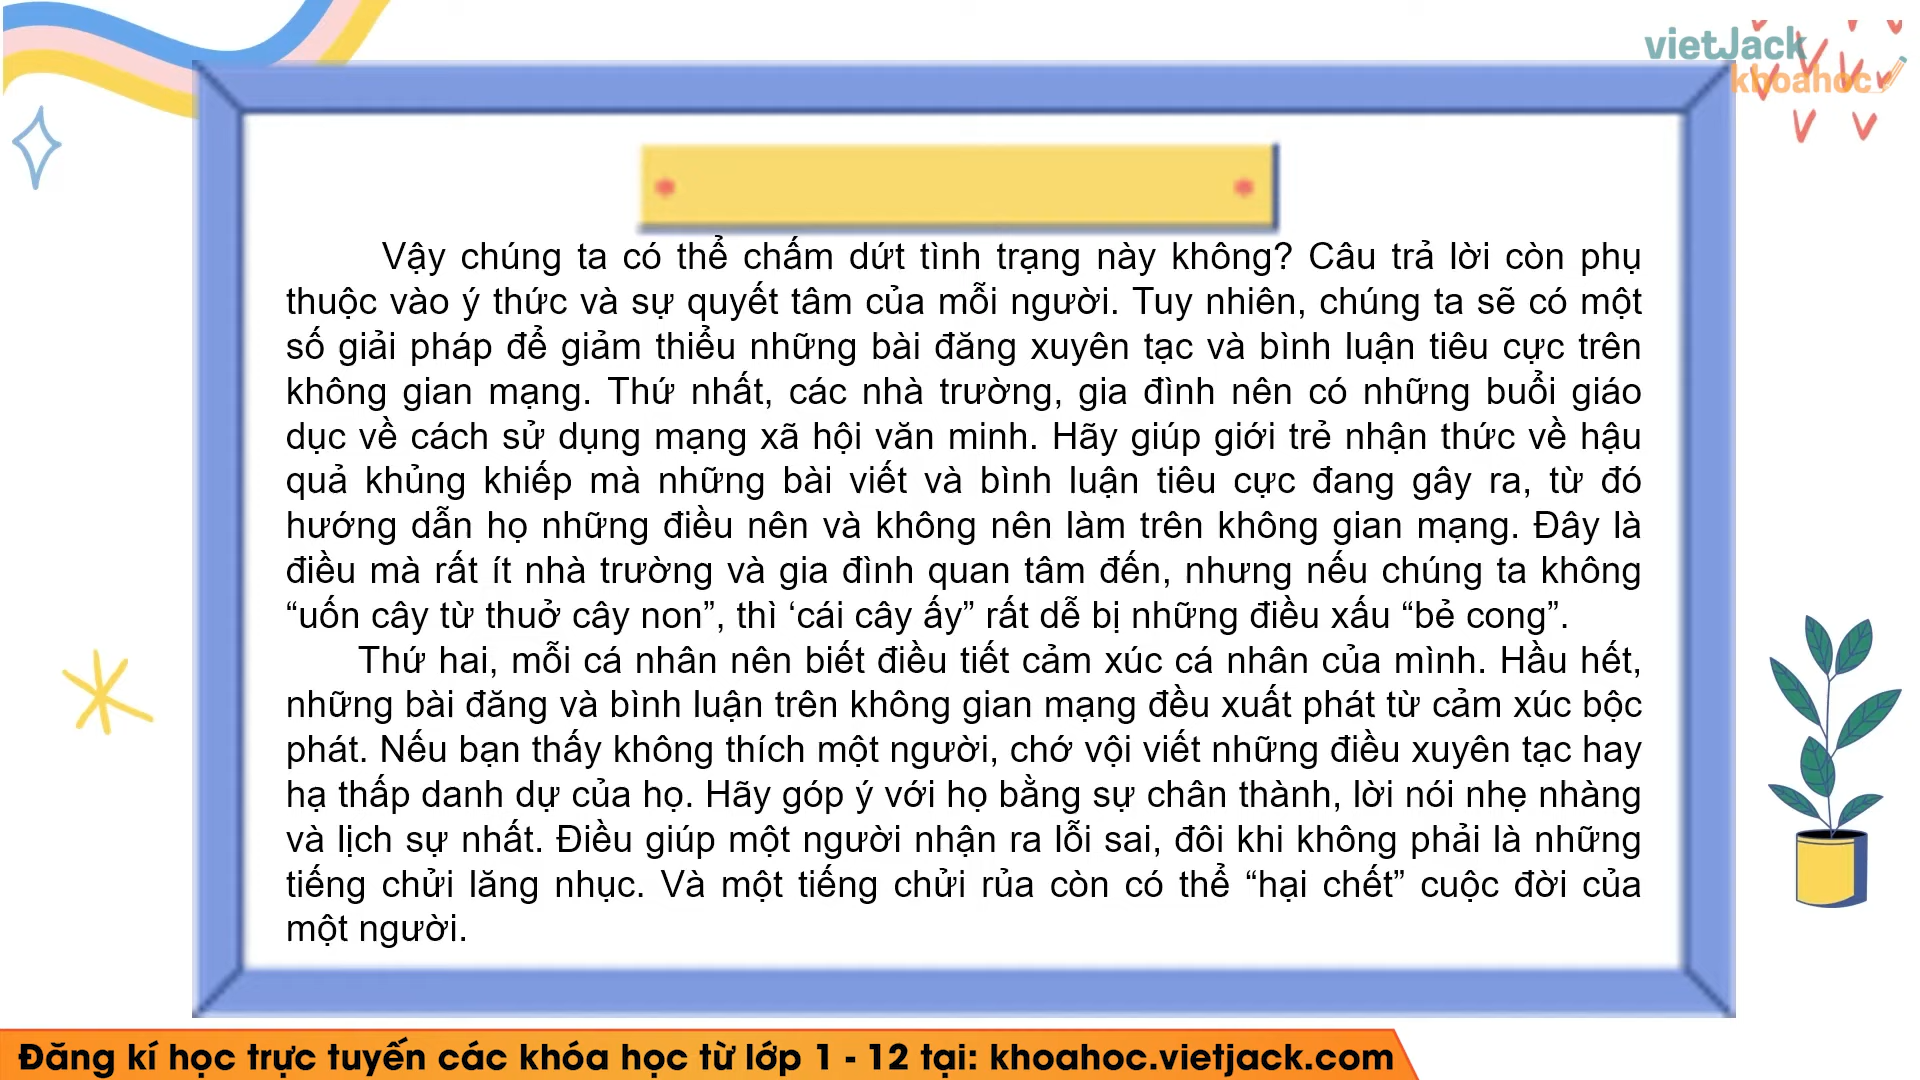 vietJack
khoahoc
Vậy chúng ta có thể chấm dứt tình trạng này không? Câu trả lời còn phụ
thuộc vào ý thức và sự quyết tâm của mỗi người. Tuy nhiên, chúng ta sẽ có một
số giải pháp để giảm thiểu những bài đăng xuyên tạc và bình luận tiêu cực trên
không gian mạng. Thứ nhất, các nhà trường, gia đình nên có những buổi giáo
dục về cách sử dụng mạng xã hội văn minh. Hãy giúp giới trẻ nhận thức về hậu
quả khủng khiếp mà những bài viết và bình luận tiêu cực đang gây ra, từ đó
hướng dẫn họ những điều nên và không nên làm trên không gian mạng. Đây là
điều mà rất ít nhà trường và gia đình quan tâm đến, nhưng nếu chúng ta không
“uốn cây từ thuở cây non”, thì ‘cái cây ấy” rất dễ bị những điều xấu “bẻ cong”.
Thứ hai, mỗi cá nhân nên biết điều tiết cảm xúc cá nhân của mình. Hầu hết,
những bài đăng và bình luận trên không gian mạng đều xuất phát từ cảm xúc bộc
phát. Nếu bạn thấy không thích một người, chớ vội viết những điều xuyên tạc hay
hạ thấp danh dự của họ. Hãy góp ý với họ bằng sự chân thành, lời nói nhẹ nhàng
và lịch sự nhất. Điều giúp một người nhận ra lỗi sai, đôi khi không phải là những
tiếng chửi lăng nhục. Và một tiếng chửi rủa còn có thể “hại chết” cuộc đời của
một người.
Đăng kí học trực tuyến các khóa học từ lớp 1 - 12 tại: khoahoc.vietjack.com